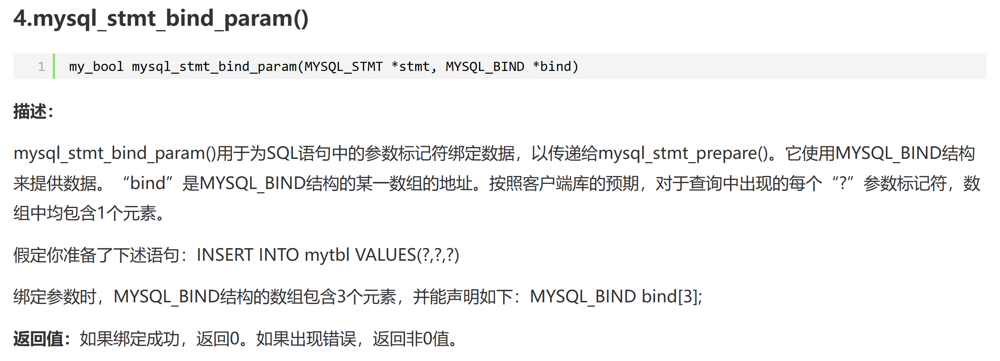 4.mysql_stmt_bind_param()
1 my_bool mysql_stmt_bind_param(MYSQL_STMT *stmt, MYSQL_BIND *bind)
描述：
mysql_stmt_bind_param()用于为SQL语句中的参数标记符绑定数据，以传递给mysql_stmt_prepare()。它使用MYSQL_BIND结构
来提供数据。“bind”是MYSQL_BIND结构的某一数组的地址。按照客户端库的预期，对于查询中出现的每个“?”参数标记符，数
组中均包含1个元素。
假定你准备了下述语句：INSERT INTO mytbl VALUES(?,?,?)
绑定参数时，MYSQL_BIND结构的数组包含3个元素，并能声明如下：MYSQL_BIND bind[3];
返回值：如果绑定成功，返回0。如果出现错误，返回非0值。